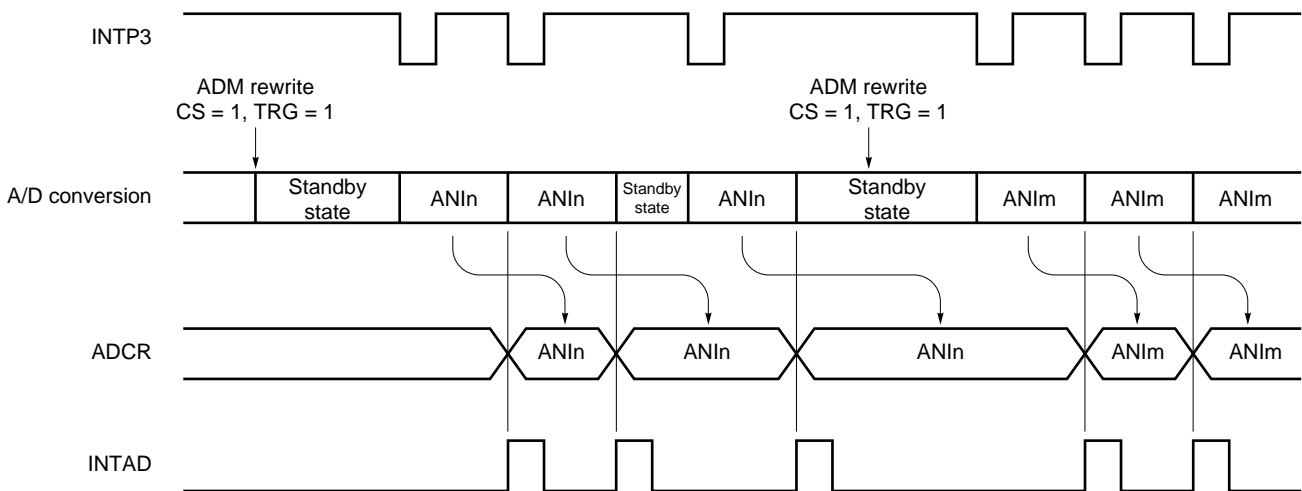 INTP3
ADM rewrite
CS = 1, TRG = 1
ADM rewrite
CS = 1, TRG = 1
A/D conversion
Standby
state
ANIn
ANIn
Standby
state
ANIn
Standby
state
ANIm
ANIm
ANIm
ADCR
ANIn
ANIn
ANIn
ANIm
ANIm
INTAD